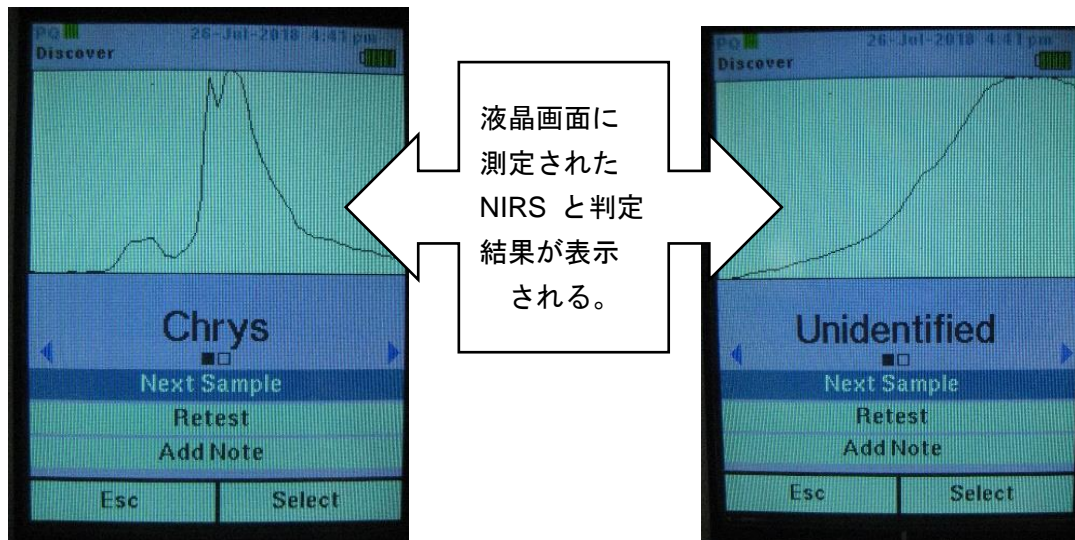 PQ 26-Jul-2018 4:41 pm
Discover
Chrys
Next Sample
Retest
Add Note
Esc Select
液晶画面に
測定された
NIRS と判定
結果が表示
される。
PQ 26-Jul-2018 4:41 pm
Discover
Unidentified
Next Sample
Retest
Add Note
Esc Select